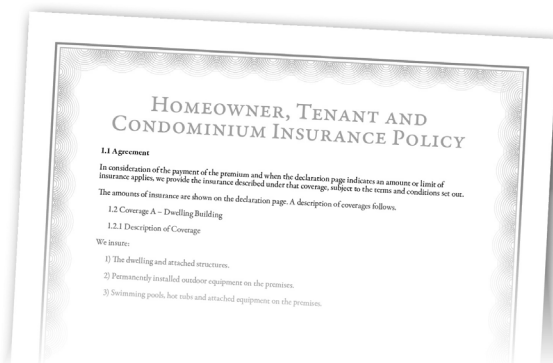 Homeowner, Tenant and
Condominium Insurance Policy
1.1 Agreement
In consideration of the payment of the premium and when the declaration page indicates an amount or limit of
insurance applies, we provide the insurance described under that coverage, subject to the terms and conditions set out.
The amounts of insurance are shown on the declaration page. A description of coverages follows.
1.2 Coverage A – Dwelling Building
1.2.1 Description of Coverage
We insure:
1) The dwelling and attached structures.
2) Permanently installed outdoor equipment on the premises.
3) Swimming pools, hot tubs and attached equipment on the premises.